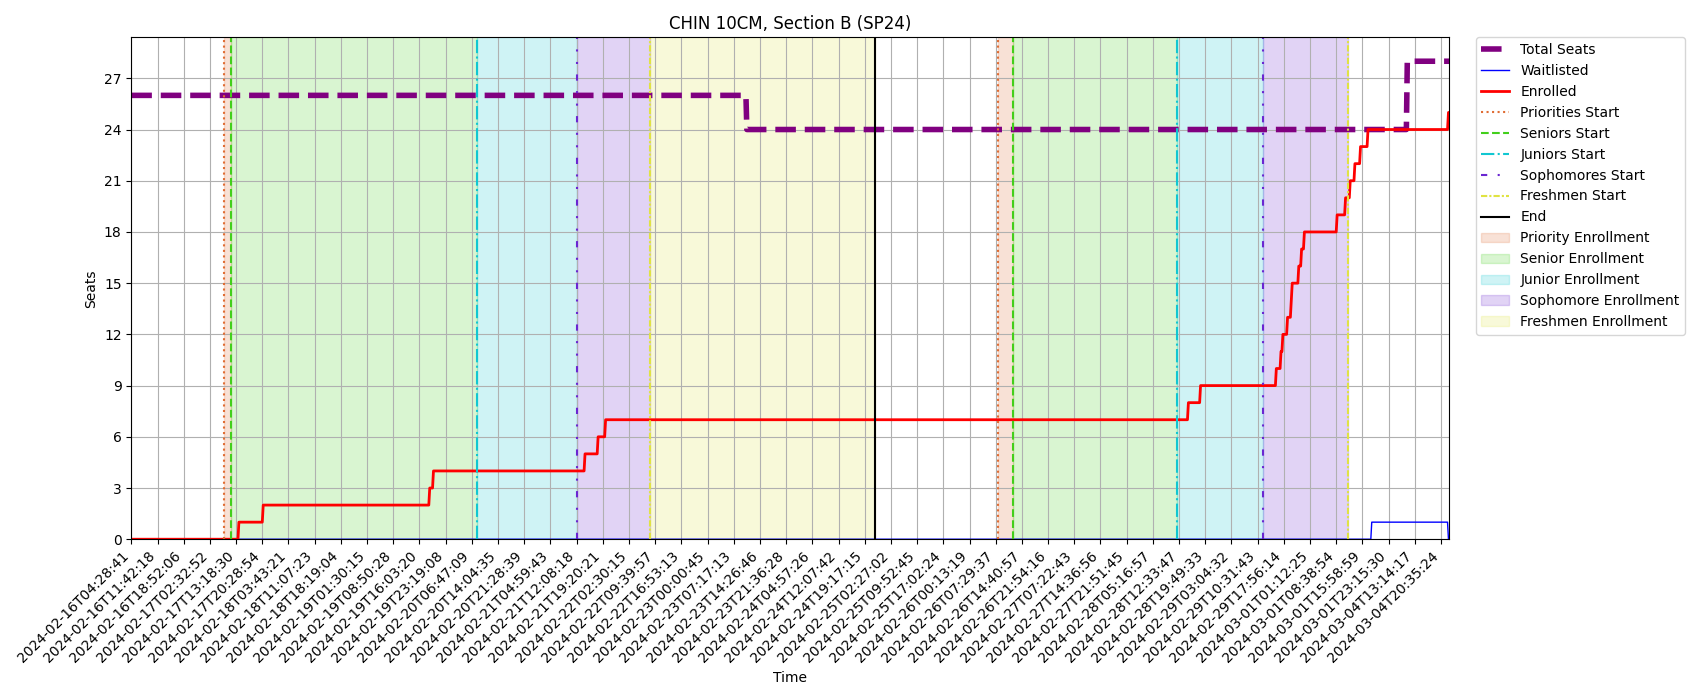 CHIN 10CM, Section B (SP24)
Total Seats
Waitlisted
Enrolled
Priorities Start
Seniors Start
Juniors Start
Sophomores Start
Freshmen Start
End
Priority Enrollment
Senior Enrollment
Junior Enrollment
Sophomore Enrollment
Freshmen Enrollment
Seats
27
24
21
18
15
12
9
6
3
0
2024-02-16T04:28:41
2024-02-16T11:42:18
2024-02-16T18:52:06
2024-02-17T02:32:52
2024-02-17T13:18:30
2024-02-17T20:28:54
2024-02-18T03:43:21
2024-02-18T11:07:23
2024-02-18T18:19:04
2024-02-19T01:30:15
2024-02-19T08:50:28
2024-02-19T16:03:20
2024-02-19T23:19:08
2024-02-20T06:47:09
2024-02-20T14:04:35
2024-02-20T21:28:39
2024-02-21T04:59:43
2024-02-21T12:08:18
2024-02-21T19:20:21
2024-02-22T02:30:15
2024-02-22T09:39:57
2024-02-22T16:53:13
2024-02-23T00:00:45
2024-02-23T07:17:13
2024-02-23T14:26:46
2024-02-23T21:36:28
2024-02-24T04:57:26
2024-02-24T12:07:42
2024-02-24T19:17:15
2024-02-25T02:27:02
2024-02-25T09:52:45
2024-02-25T17:02:24
2024-02-26T00:13:19
2024-02-26T07:29:37
2024-02-26T14:40:57
2024-02-26T21:54:16
2024-02-27T07:22:43
2024-02-27T14:36:56
2024-02-27T21:51:45
2024-02-28T05:16:57
2024-02-28T12:33:47
2024-02-28T19:49:33
2024-02-29T03:04:32
2024-02-29T10:31:43
2024-02-29T17:56:14
2024-03-01T01:12:25
2024-03-01T08:38:54
2024-03-01T15:58:59
2024-03-01T23:15:30
2024-03-04T13:14:17
2024-03-04T20:35:24
Time